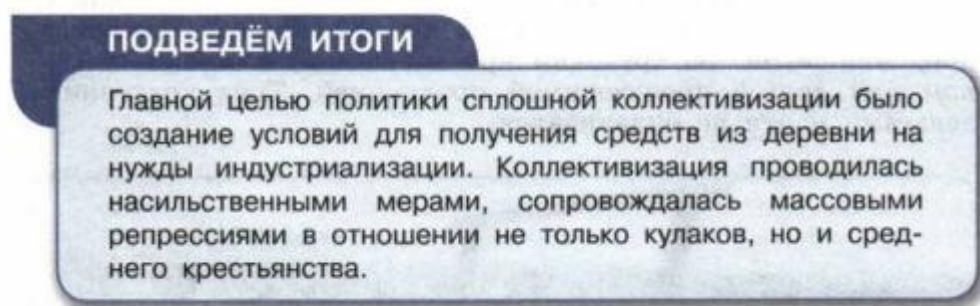 ПОДВЕДЁМ ИТОГИ
Главной целью политики сплошной коллективизации было
создание условий для получения средств из деревни на
нужды индустриализации. Коллективизация проводилась
насильственными мерами, сопровождалась массовыми
репрессиями в отношении не только кулаков, но и сред-
него крестьянства.